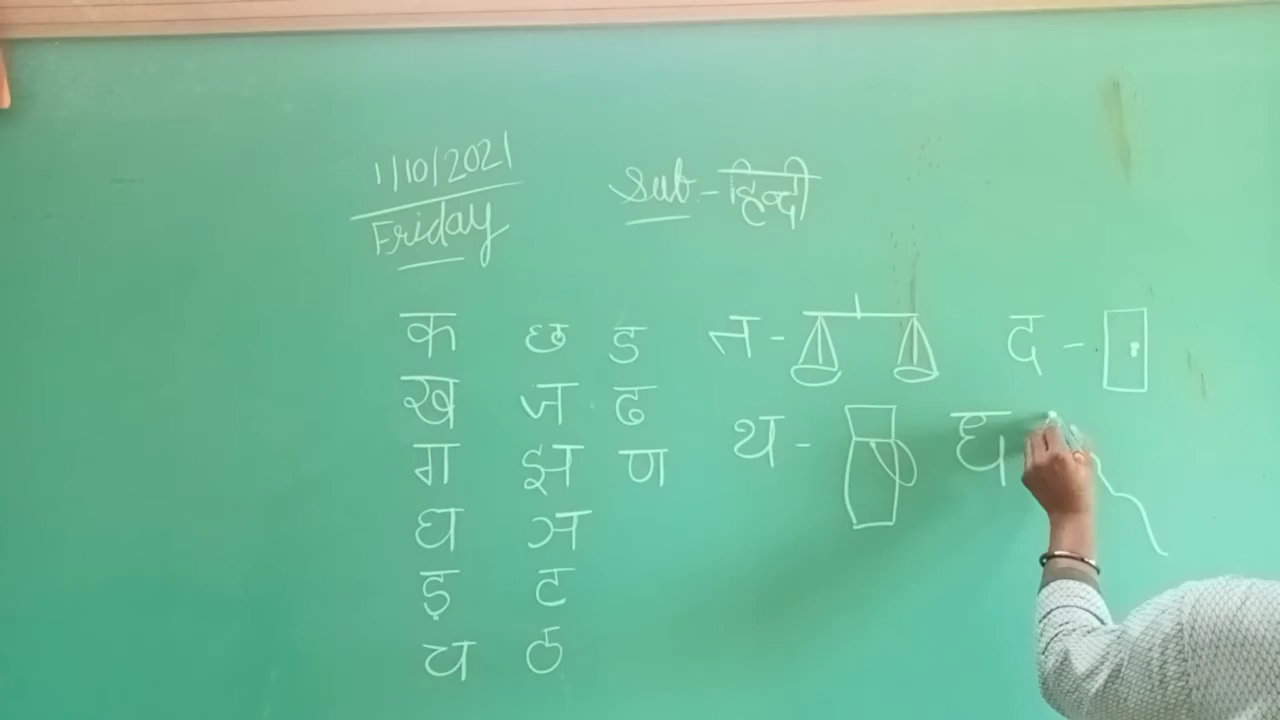 1/10/2021
Friday
Sub - हिन्दी
क छ ड त - द -
ख ज ढ थ - ध
ग झ ण
घ ञ
ड़ ट
च ठ